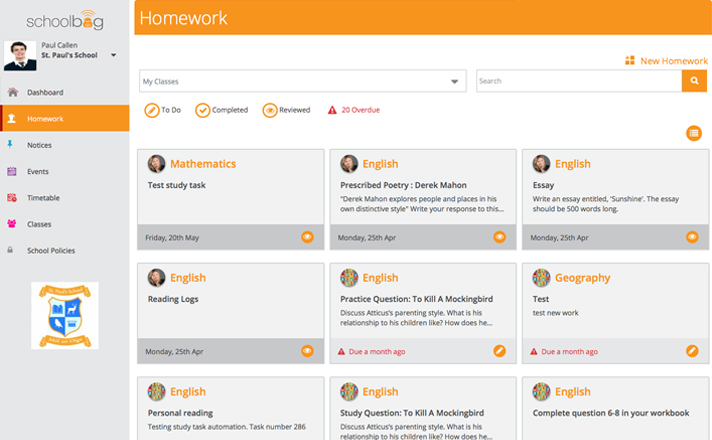 schoolbag
Paul Callen
St. Paul's School
Dashboard
Homework
Notices
Events
Timetable
Classes
School Policies
St. Paul's School
Homework
New Homework
My Classes
Search
To Do
Completed
Reviewed
20 Overdue
Mathematics
Test study task
Friday, 20th May
English
Prescribed Poetry : Derek Mahon
"Derek Mahon explores people and places in his
own distinctive style" Write your response to this...
Monday, 25th Apr
English
Essay
Write an essay entitled, 'Sunshine'. The essay
should be 500 words long.
Monday, 25th Apr
English
Reading Logs
Monday, 25th Apr
English
Practice Question: To Kill A Mockingbird
Discuss Atticus's parenting style. What is his
relationship to his children like? How does he...
Due a month ago
Geography
Test
test new work
Due a month ago
English
Personal reading
Testing study task automation. Task number 286
English
Study Question: To Kill A Mockingbird
Discuss Atticus's parenting style. What is his
relationship to his children like? How does he...
English
Complete question 6-8 in your workbook